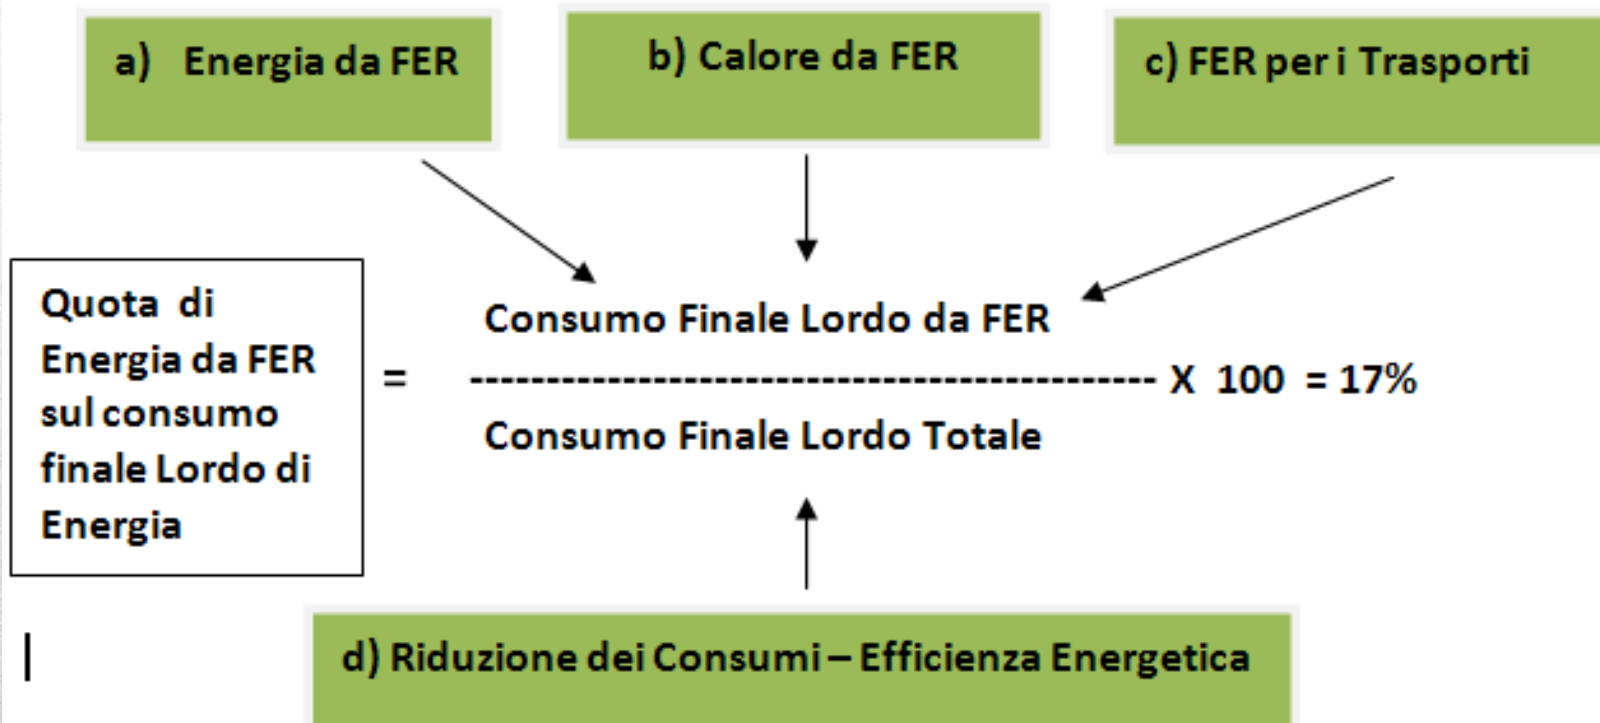 a) Energia da FER
b) Calore da FER
c) FER per i Trasporti
Quota di
Energia da FER
sul consumo
finale Lordo di
Energia
=
Consumo Finale Lordo da FER
--------------------------------------------- X 100 = 17%
Consumo Finale Lordo Totale
d) Riduzione dei Consumi – Efficienza Energetica